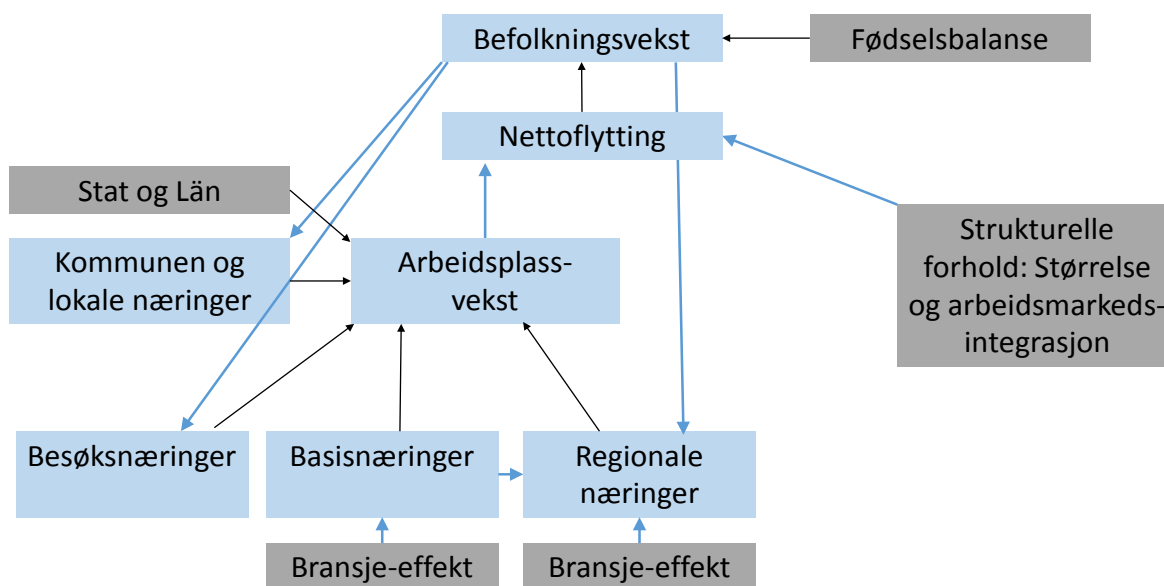 Befolkningsvekst
Fødselsbalanse
Nettoflytting
Stat og Län
Kommunen og
lokale næringer
Arbeidsplass-
vekst
Strukturelle
forhold: Størrelse
og arbeidsmarkeds-
integrasjon
Besøksnæringer
Basisnæringer
Regionale
næringer
Bransje-effekt
Bransje-effekt